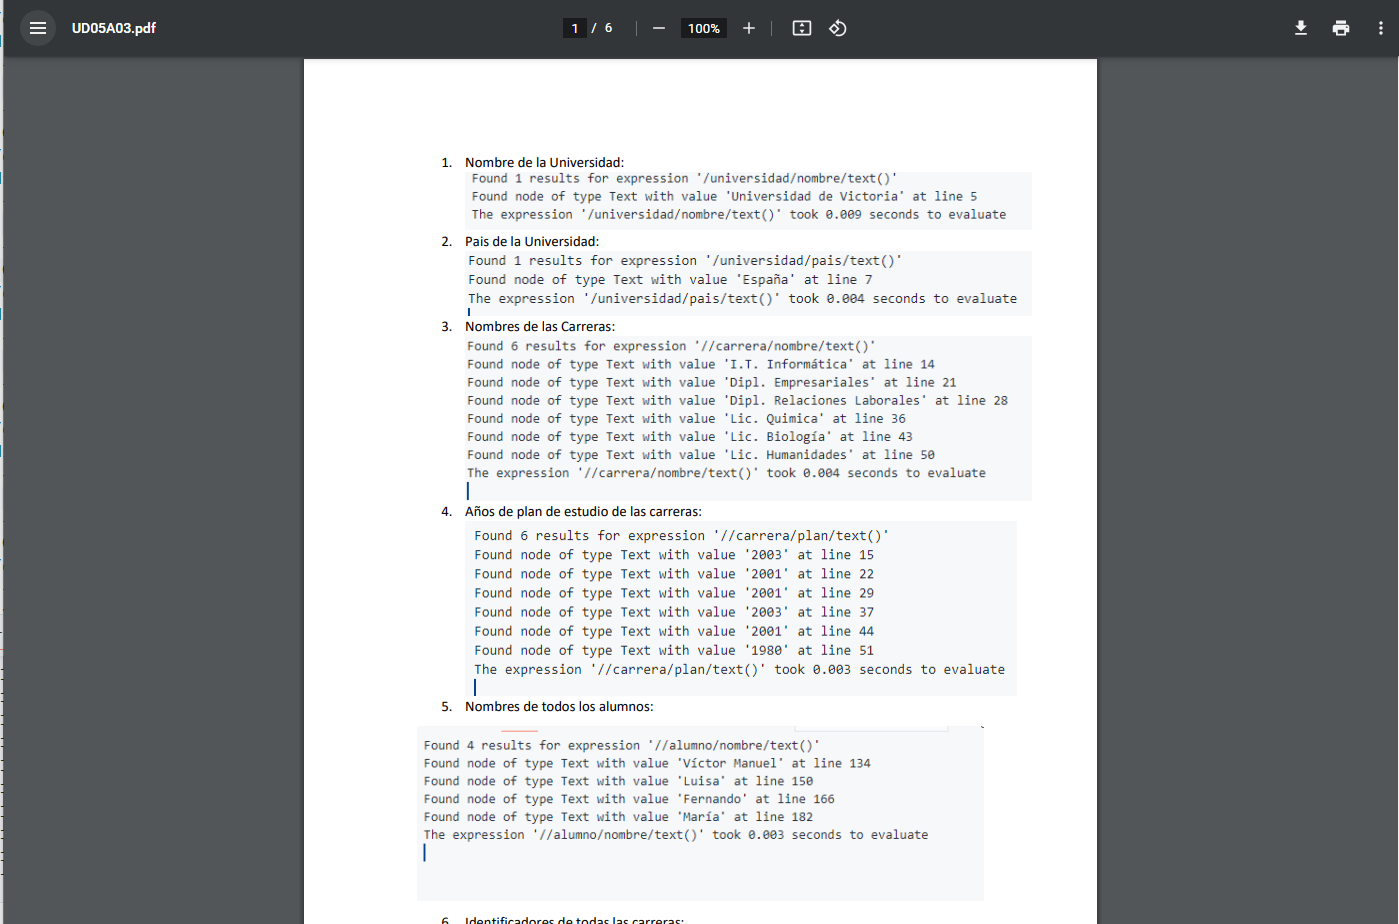 UD05A03.pdf
1 / 6
100%
1. Nombre de la Universidad:
Found 1 results for expression '/universidad/nombre/text()'
Found node of type Text with value 'Universidad de Victoria' at line 5
The expression '/universidad/nombre/text()' took 0.009 seconds to evaluate
2. Pais de la Universidad:
Found 1 results for expression '/universidad/pais/text()'
Found node of type Text with value 'España' at line 7
The expression '/universidad/pais/text()' took 0.004 seconds to evaluate
3. Nombres de las Carreras:
Found 6 results for expression '//carrera/nombre/text()'
Found node of type Text with value 'I.T. Informática' at line 14
Found node of type Text with value 'Dipl. Empresariales' at line 21
Found node of type Text with value 'Dipl. Relaciones Laborales' at line 28
Found node of type Text with value 'Lic. Quimica' at line 36
Found node of type Text with value 'Lic. Biología' at line 43
Found node of type Text with value 'Lic. Humanidades' at line 50
The expression '//carrera/nombre/text()' took 0.004 seconds to evaluate
4. Años de plan de estudio de las carreras:
Found 6 results for expression '//carrera/plan/text()'
Found node of type Text with value '2003' at line 15
Found node of type Text with value '2001' at line 22
Found node of type Text with value '2001' at line 29
Found node of type Text with value '2003' at line 37
Found node of type Text with value '2001' at line 44
Found node of type Text with value '1980' at line 51
The expression '//carrera/plan/text()' took 0.003 seconds to evaluate
5. Nombres de todos los alumnos:
Found 4 results for expression '//alumno/nombre/text()'
Found node of type Text with value 'Víctor Manuel' at line 134
Found node of type Text with value 'Luisa' at line 150
Found node of type Text with value 'Fernando' at line 166
Found node of type Text with value 'María' at line 182
The expression '//alumno/nombre/text()' took 0.003 seconds to evaluate
6. Identificadores de todas las carreras: